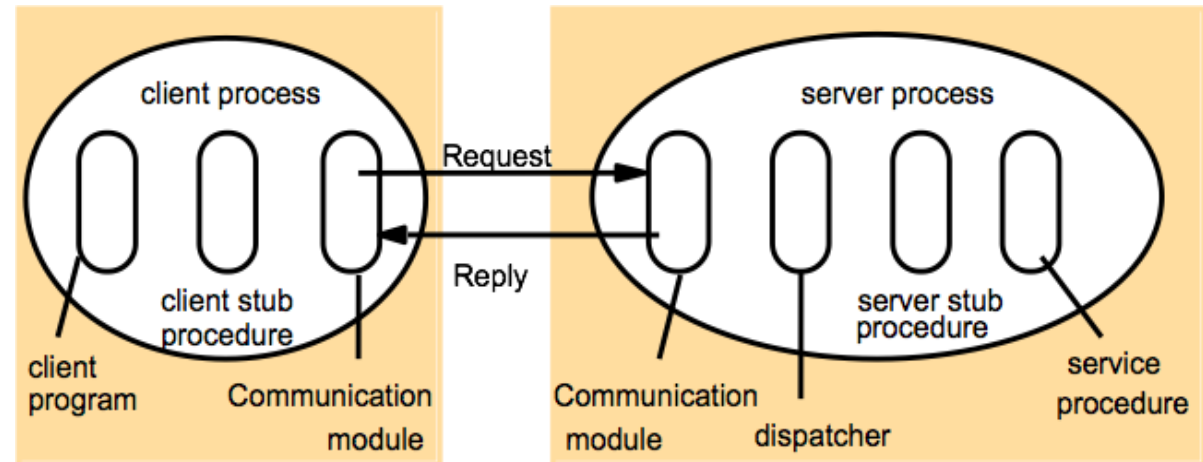 client process
server process
Request
Reply
client stub
procedure
server stub
procedure
client
program
Communication
module
Communication
module
dispatcher
service
procedure